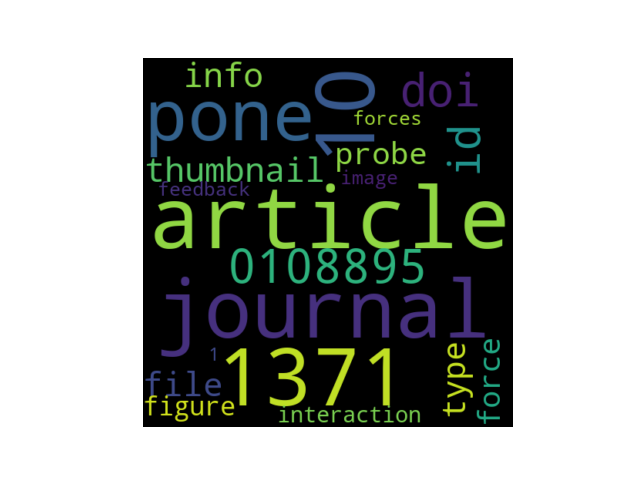 info
10
doi
pone
forces
id
probe
thumbnail
image
feedback
article
0108895
journal
1
1371
type
force
file
figure
interaction